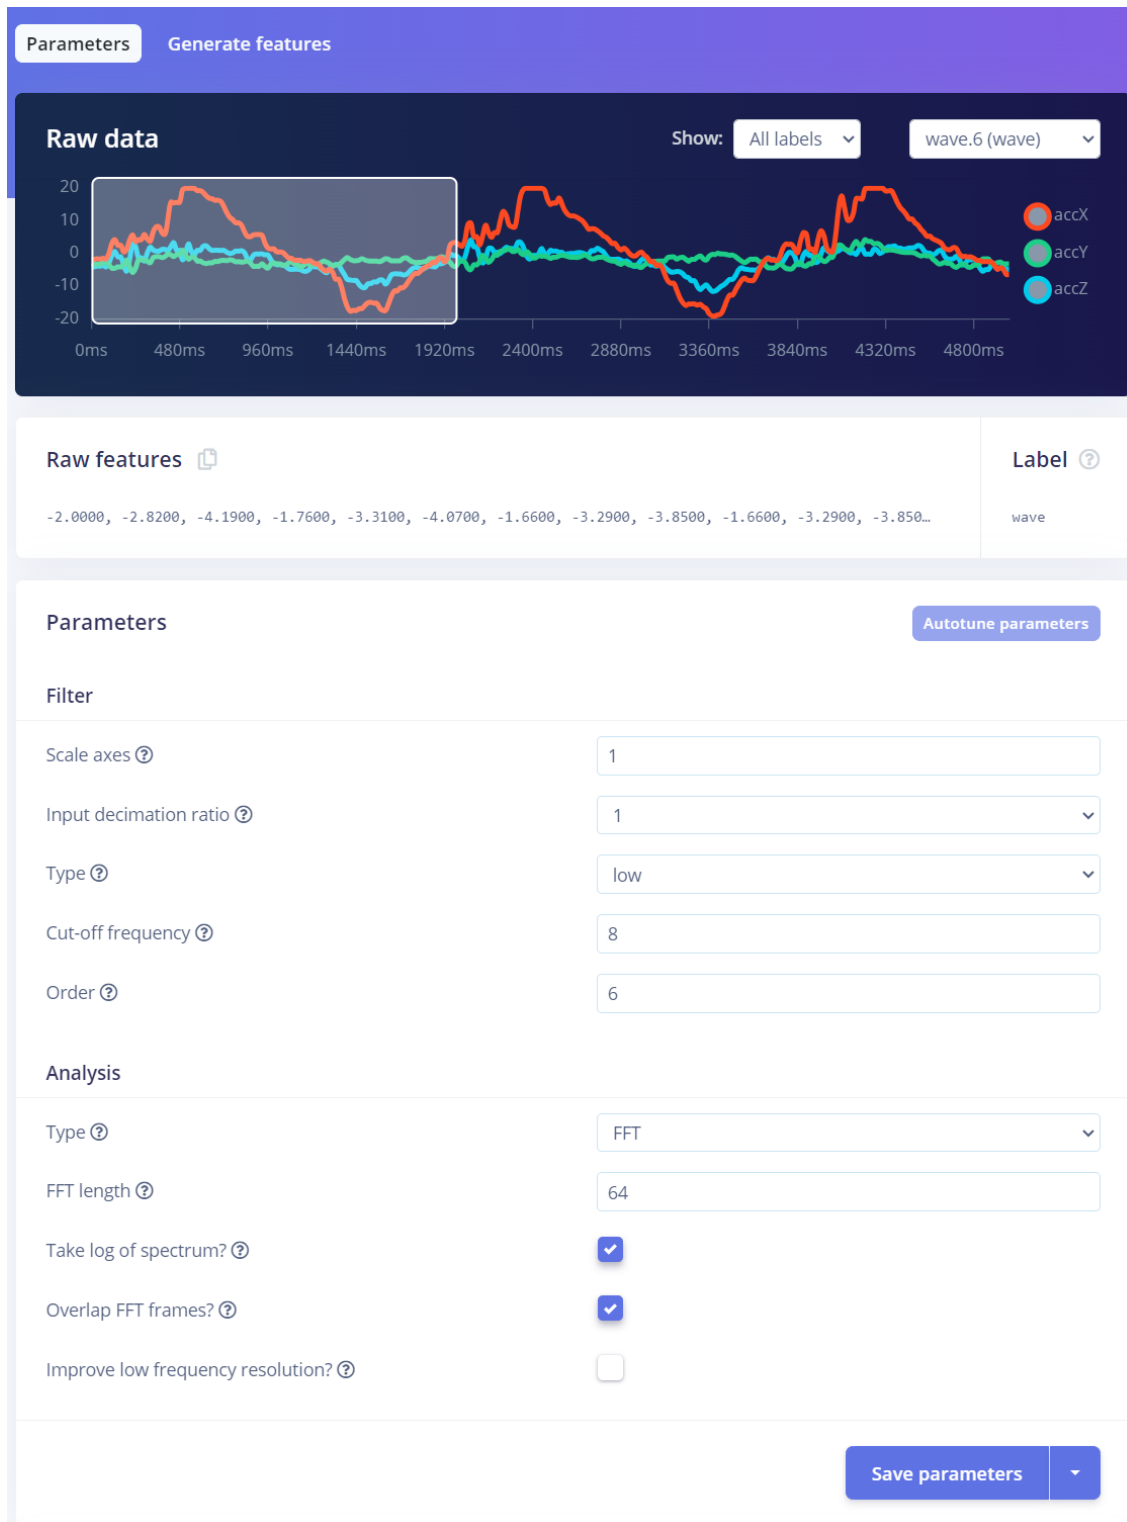 Parameters Generate features
Raw data Show: All labels wave.6 (wave)
20
10
0
-10
-20
0ms 480ms 960ms 1440ms 1920ms 2400ms 2880ms 3360ms 3840ms 4320ms 4800ms
accX
accY
accZ
Raw features Label ?
-2.0000, -2.8200, -4.1900, -1.7600, -3.3100, -4.0700, -1.6600, -3.2900, -3.8500, -1.6600, -3.2900, -3.850… wave
Parameters Autotune parameters
Filter
Scale axes ? 1
Input decimation ratio ? 1
Type ? low
Cut-off frequency ? 8
Order ? 6
Analysis
Type ? FFT
FFT length ? 64
Take log of spectrum? ?
Overlap FFT frames? ?
Improve low frequency resolution? ?
Save parameters